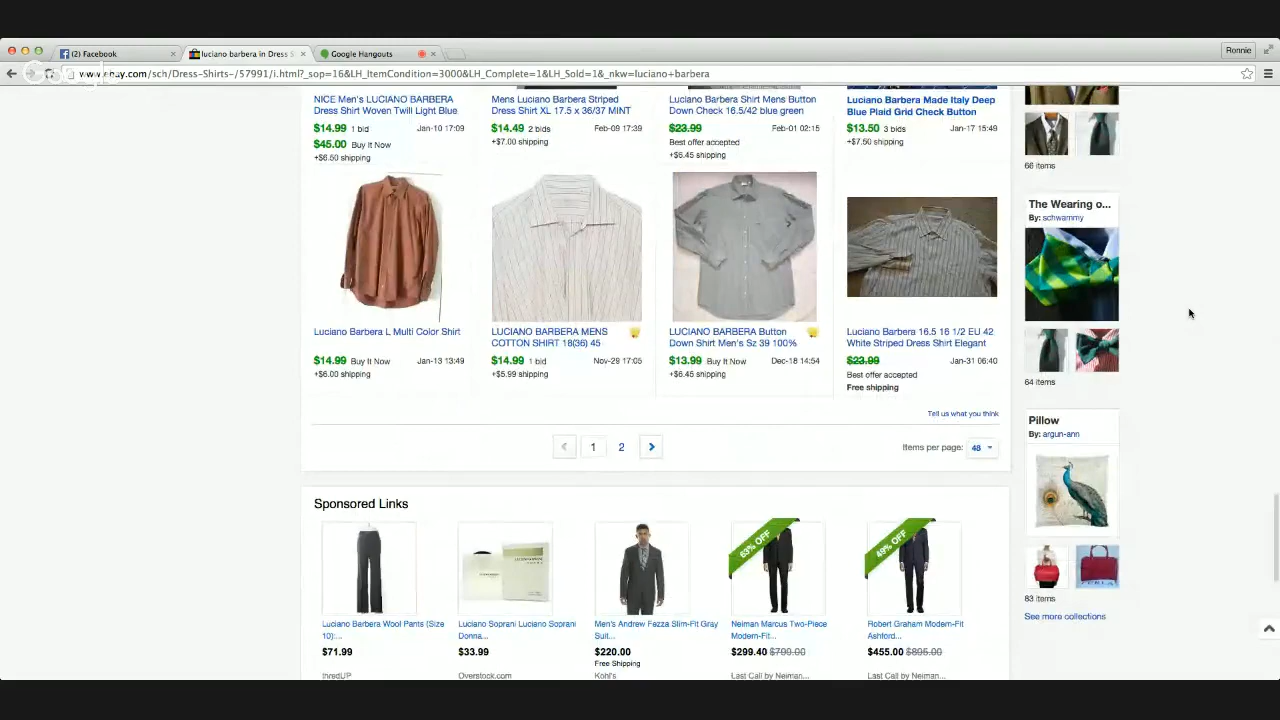 (2) Facebook
luciano barbera in Dress S
Google Hangouts
Ronnie
www.ebay.com/sch/Dress-Shirts-/57991/i.html?_sop=16&LH_ItemCondition=3000&LH_Complete=1&LH_Sold=1&_nkw=luciano+barbera
NICE Men's LUCIANO BARBERA
Dress Shirt Woven Twill Light Blue
$14.99 1 bid Jan-10 17:09
$45.00 Buy It Now
+$6.50 shipping
Mens Luciano Barbera Striped
Dress Shirt XL 17.5 x 36/37 MINT
$14.49 2 bids Feb-09 17:39
+$7.00 shipping
Luciano Barbera Shirt Mens Button
Down Check 16.5/42 blue green
$23.99 Feb-01 02:15
Best offer accepted
+$6.45 shipping
Luciano Barbera Made Italy Deep
Blue Plaid Grid Check Button
$13.50 3 bids Jan-17 15:49
+$7.50 shipping
Luciano Barbera L Multi Color Shirt
$14.99 Buy It Now Jan-13 13:49
+$6.00 shipping
LUCIANO BARBERA MENS
COTTON SHIRT 18(36) 45
$14.99 1 bid Nov-29 17:05
+$5.99 shipping
LUCIANO BARBERA Button
Down Shirt Men's Sz 39 100%
$13.99 Buy It Now Dec-18 14:54
+$6.45 shipping
Luciano Barbera 16.5 16 1/2 EU 42
White Striped Dress Shirt Elegant
$23.99 Jan-31 06:40
Best offer accepted
Free shipping
Tell us what you think
1 2
Items per page: 48
66 items
The Wearing o...
By: schwammy
64 items
Pillow
By: argun-ann
83 items
See more collections
Sponsored Links
63% OFF
49% OFF
Luciano Barbera Wool Pants (Size
10):...
$71.99
thredUP
Luciano Soprani Luciano Soprani
Donna...
$33.99
Overstock.com
Men's Andrew Fezza Slim-Fit Gray
Suit...
$220.00
Free Shipping
Kohl's
Neiman Marcus Two-Piece
Modern-Fit...
$299.40 $799.00
Last Call by Neiman...
Robert Graham Modern-Fit
Ashford...
$455.00 $895.00
Last Call by Neiman...